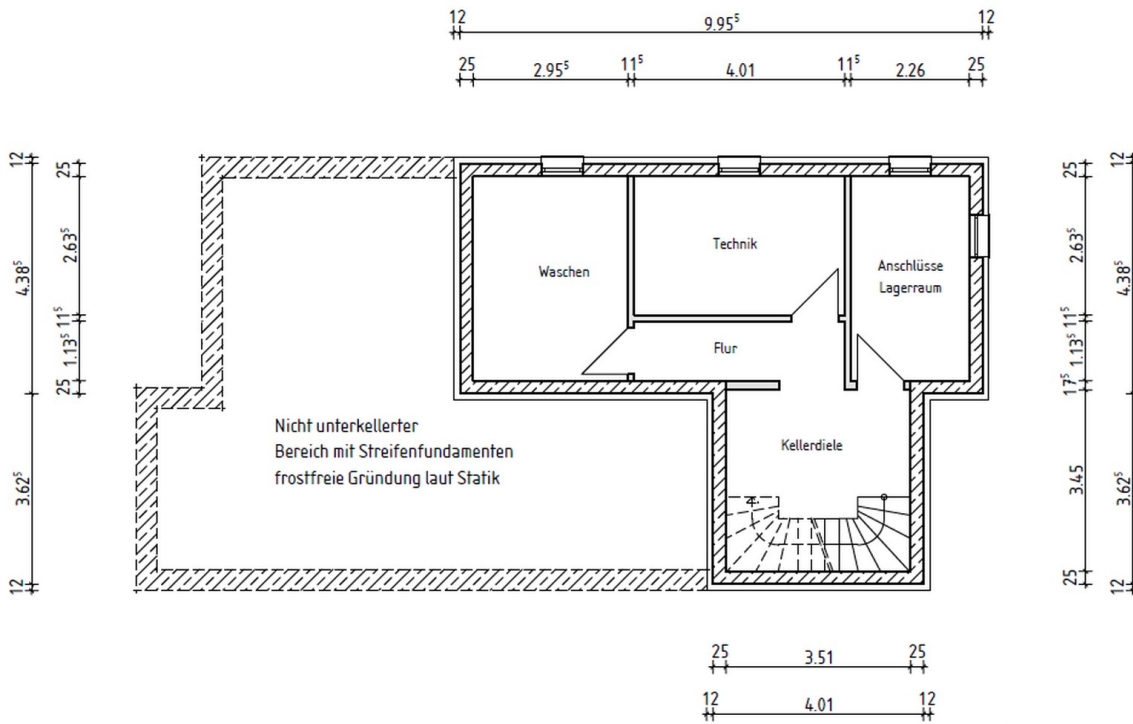 12 9.95⁵ 12
25 2.95⁵ 11⁵ 4.01 11⁵ 2.26 25
12
4.38⁵
3.62⁵
12
25
2.63⁵
11⁵
1.13⁵
25
Waschen
Technik
Anschlüsse
Lagerraum
Flur
Kellerdiele
Nicht unterkellerter
Bereich mit Streifenfundamenten
frostfreie Gründung laut Statik
25
2.63⁵
11⁵
1.13⁵
17⁵
3.45
25
12
4.38⁵
3.62⁵
12
25 3.51 25
12 4.01 12